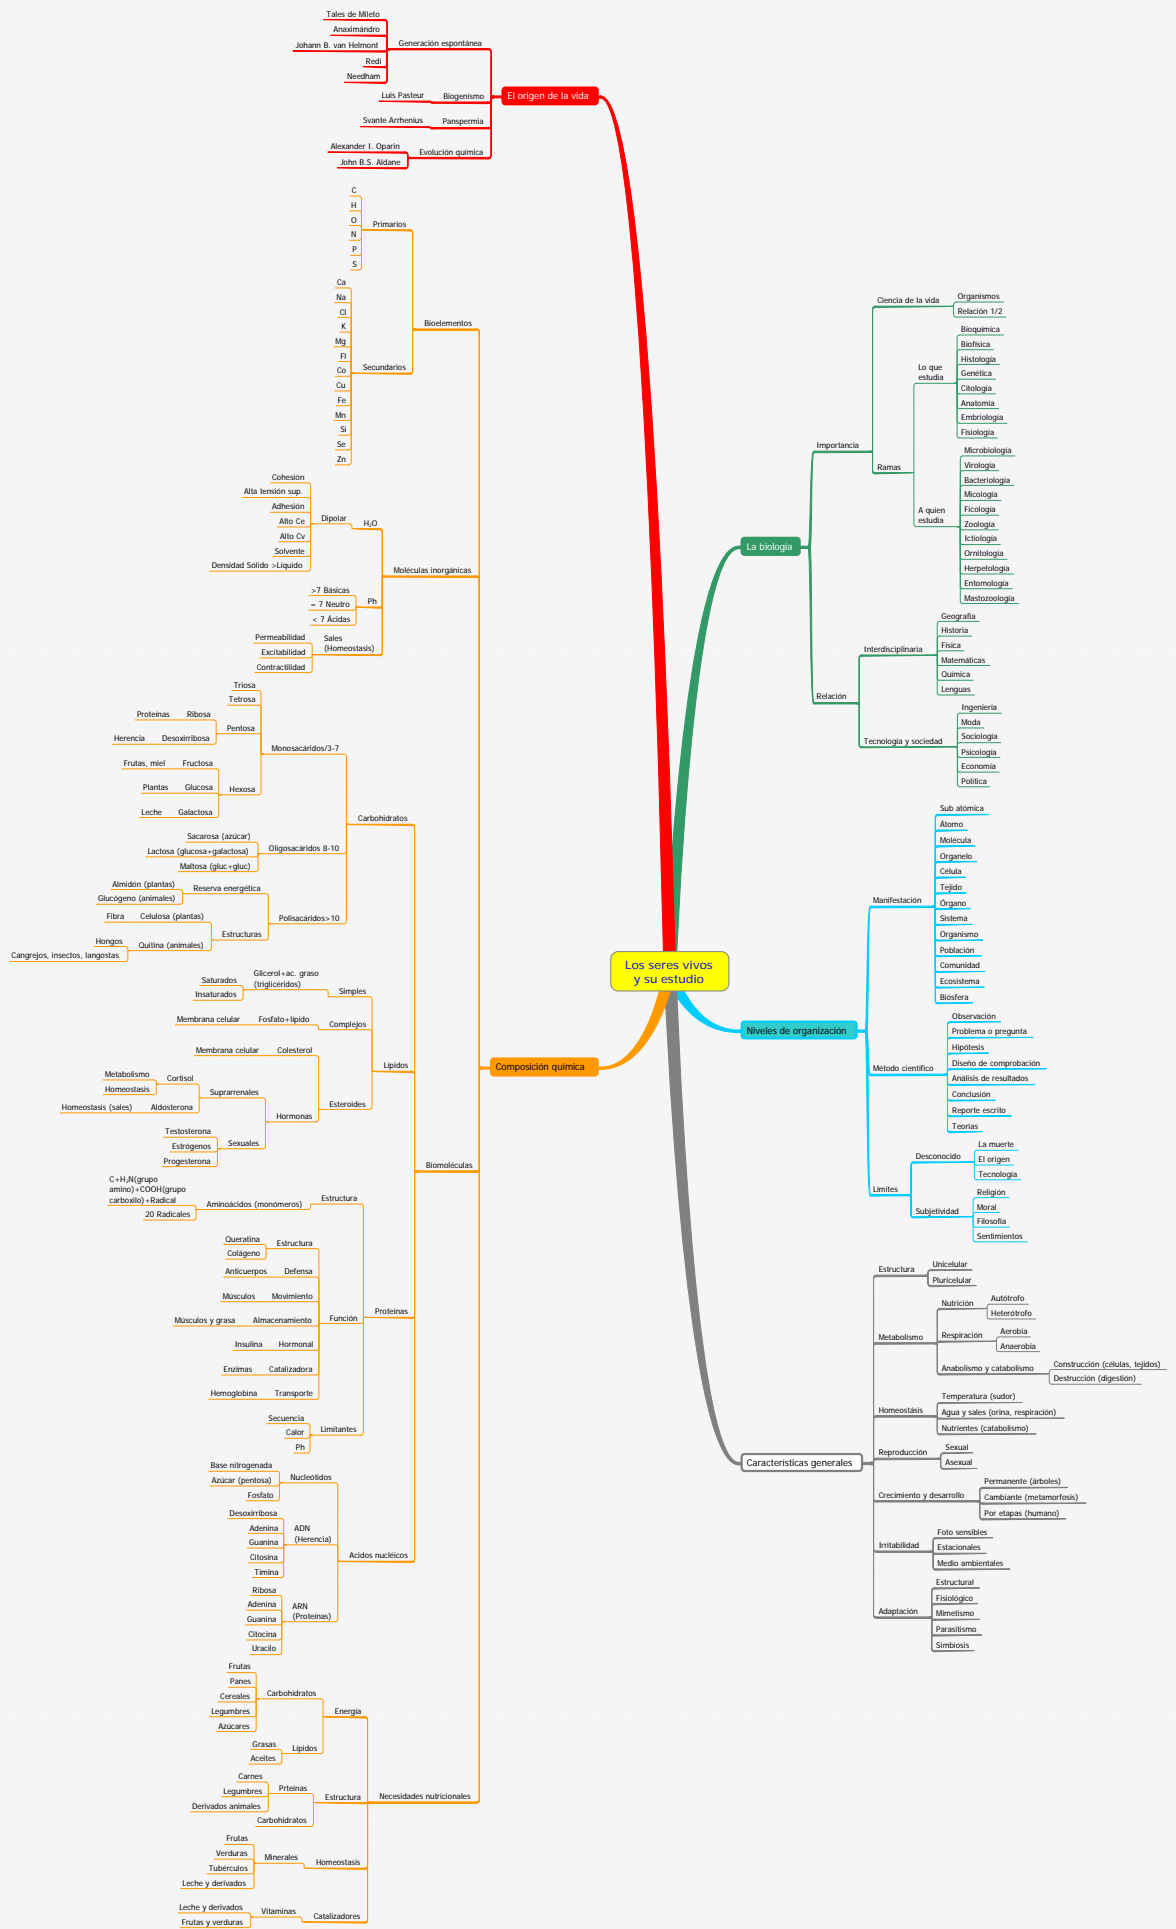 Los seres vivos
y su estudio
El origen de la vida
Generación espontánea
Tales de Mileto
Anaximándro
Johann B. van Helmont
Redi
Needham
Biogenismo
Luis Pasteur
Panspermia
Svante Arrhenius
Evolución química
Alexander I. Oparin
John B.S. Aldane
La biología
Importancia
Ciencia de la vida
Organismos
Relación 1/2
Ramas
Lo que
estudia
Bioquímica
Biofísica
Histología
Genética
Citología
Anatomía
Embriología
Fisiología
A quien
estudia
Microbiología
Virología
Bacteriología
Micología
Ficología
Zoología
Ictiología
Ornitología
Herpetología
Entomología
Mastozoología
Relación
Interdisciplinaria
Geografía
Historia
Física
Matemáticas
Química
Lenguas
Tecnología y sociedad
Ingeniería
Moda
Sociología
Psicología
Economía
Política
Niveles de organización
Manifestación
Sub atómica
Átomo
Molécula
Organelo
Célula
Tejido
Órgano
Sistema
Organismo
Población
Comunidad
Ecosistema
Biósfera
Método científico
Observación
Problema o pregunta
Hipótesis
Diseño de comprobación
Análisis de resultados
Conclusión
Reporte escrito
Teorías
Límites
Desconocido
La muerte
El origen
Tecnología
Subjetividad
Religión
Moral
Filosofía
Sentimientos
Características generales
Estructura
Unicelular
Pluricelular
Metabolismo
Nutrición
Autótrofo
Heterótrofo
Respiración
Aerobia
Anaerobia
Anabolismo y catabolismo
Construcción (células, tejidos)
Destrucción (digestión)
Homeostásis
Temperatura (sudor)
Agua y sales (orina, respiración)
Nutrientes (catabolismo)
Reproducción
Sexual
Asexual
Crecimiento y desarrollo
Permanente (árboles)
Cambiante (metamorfosis)
Por etapas (humano)
Irritabilidad
Foto sensibles
Estacionales
Medio ambientales
Adaptación
Estructural
Fisiológico
Mimetismo
Parasitismo
Simbiosis
Composición química
Bioelementos
Primarios
C
H
O
N
P
S
Secundarios
Ca
Na
Cl
K
Mg
Fl
Co
Cu
Fe
Mn
Si
Se
Zn
Moléculas inorgánicas
H₂O
Dipolar
Cohesión
Alta tensión sup.
Adhesión
Alto Ce
Alto Cv
Solvente
Densidad Sólido >Líquido
Ph
>7 Básicas
= 7 Neutro
< 7 Ácidas
Sales
(Homeostasis)
Permeabilidad
Excitabilidad
Contractilidad
Biomoléculas
Carbohidratos
Monosacáridos/3-7
Triosa
Tetrosa
Pentosa
Ribosa
Proteínas
Desoxirribosa
Herencia
Hexosa
Fructosa
Frutas, miel
Glucosa
Plantas
Galactosa
Leche
Oligosacáridos 8-10
Sacarosa (azúcar)
Lactosa (glucosa+galactosa)
Maltosa (gluc+gluc)
Polisacáridos>10
Reserva energética
Almidón (plantas)
Glucógeno (animales)
Estructuras
Celulosa (plantas)
Fibra
Quitina (animales)
Hongos
Cangrejos, insectos, langostas
Lípidos
Simples
Glicerol+ac. graso
(triglicéridos)
Saturados
Insaturados
Complejos
Fosfato+lípido
Membrana celular
Esteroides
Colesterol
Membrana celular
Hormonas
Suprarrenales
Cortisol
Metabolismo
Homeostasis
Aldosterona
Homeostasis (sales)
Sexuales
Testosterona
Estrógenos
Progesterona
Proteínas
Estructura
Aminoácidos (monómeros)
C+H₂N(grupo
amino)+COOH(grupo
carboxilo)+Radical
20 Radicales
Función
Estructura
Queratina
Colágeno
Defensa
Anticuerpos
Movimiento
Músculos
Almacenamiento
Músculos y grasa
Hormonal
Insulina
Catalizadora
Enzimas
Transporte
Hemoglobina
Limitantes
Secuencia
Calor
Ph
Acidos nucléicos
Nucleótidos
Base nitrogenada
Azúcar (pentosa)
Fosfato
ADN
(Herencia)
Desoxirribosa
Adenina
Guanina
Citosina
Timina
ARN
(Proteínas)
Ribosa
Adenina
Guanina
Citocina
Uracilo
Necesidades nutricionales
Energía
Carbohidratos
Frutas
Panes
Cereales
Legumbres
Azúcares
Lípidos
Grasas
Aceites
Estructura
Prteínas
Carnes
Legumbres
Derivados animales
Carbohidratos
Homeostasis
Minerales
Frutas
Verduras
Tubérculos
Leche y derivados
Catalizadores
Vitaminas
Leche y derivados
Frutas y verduras